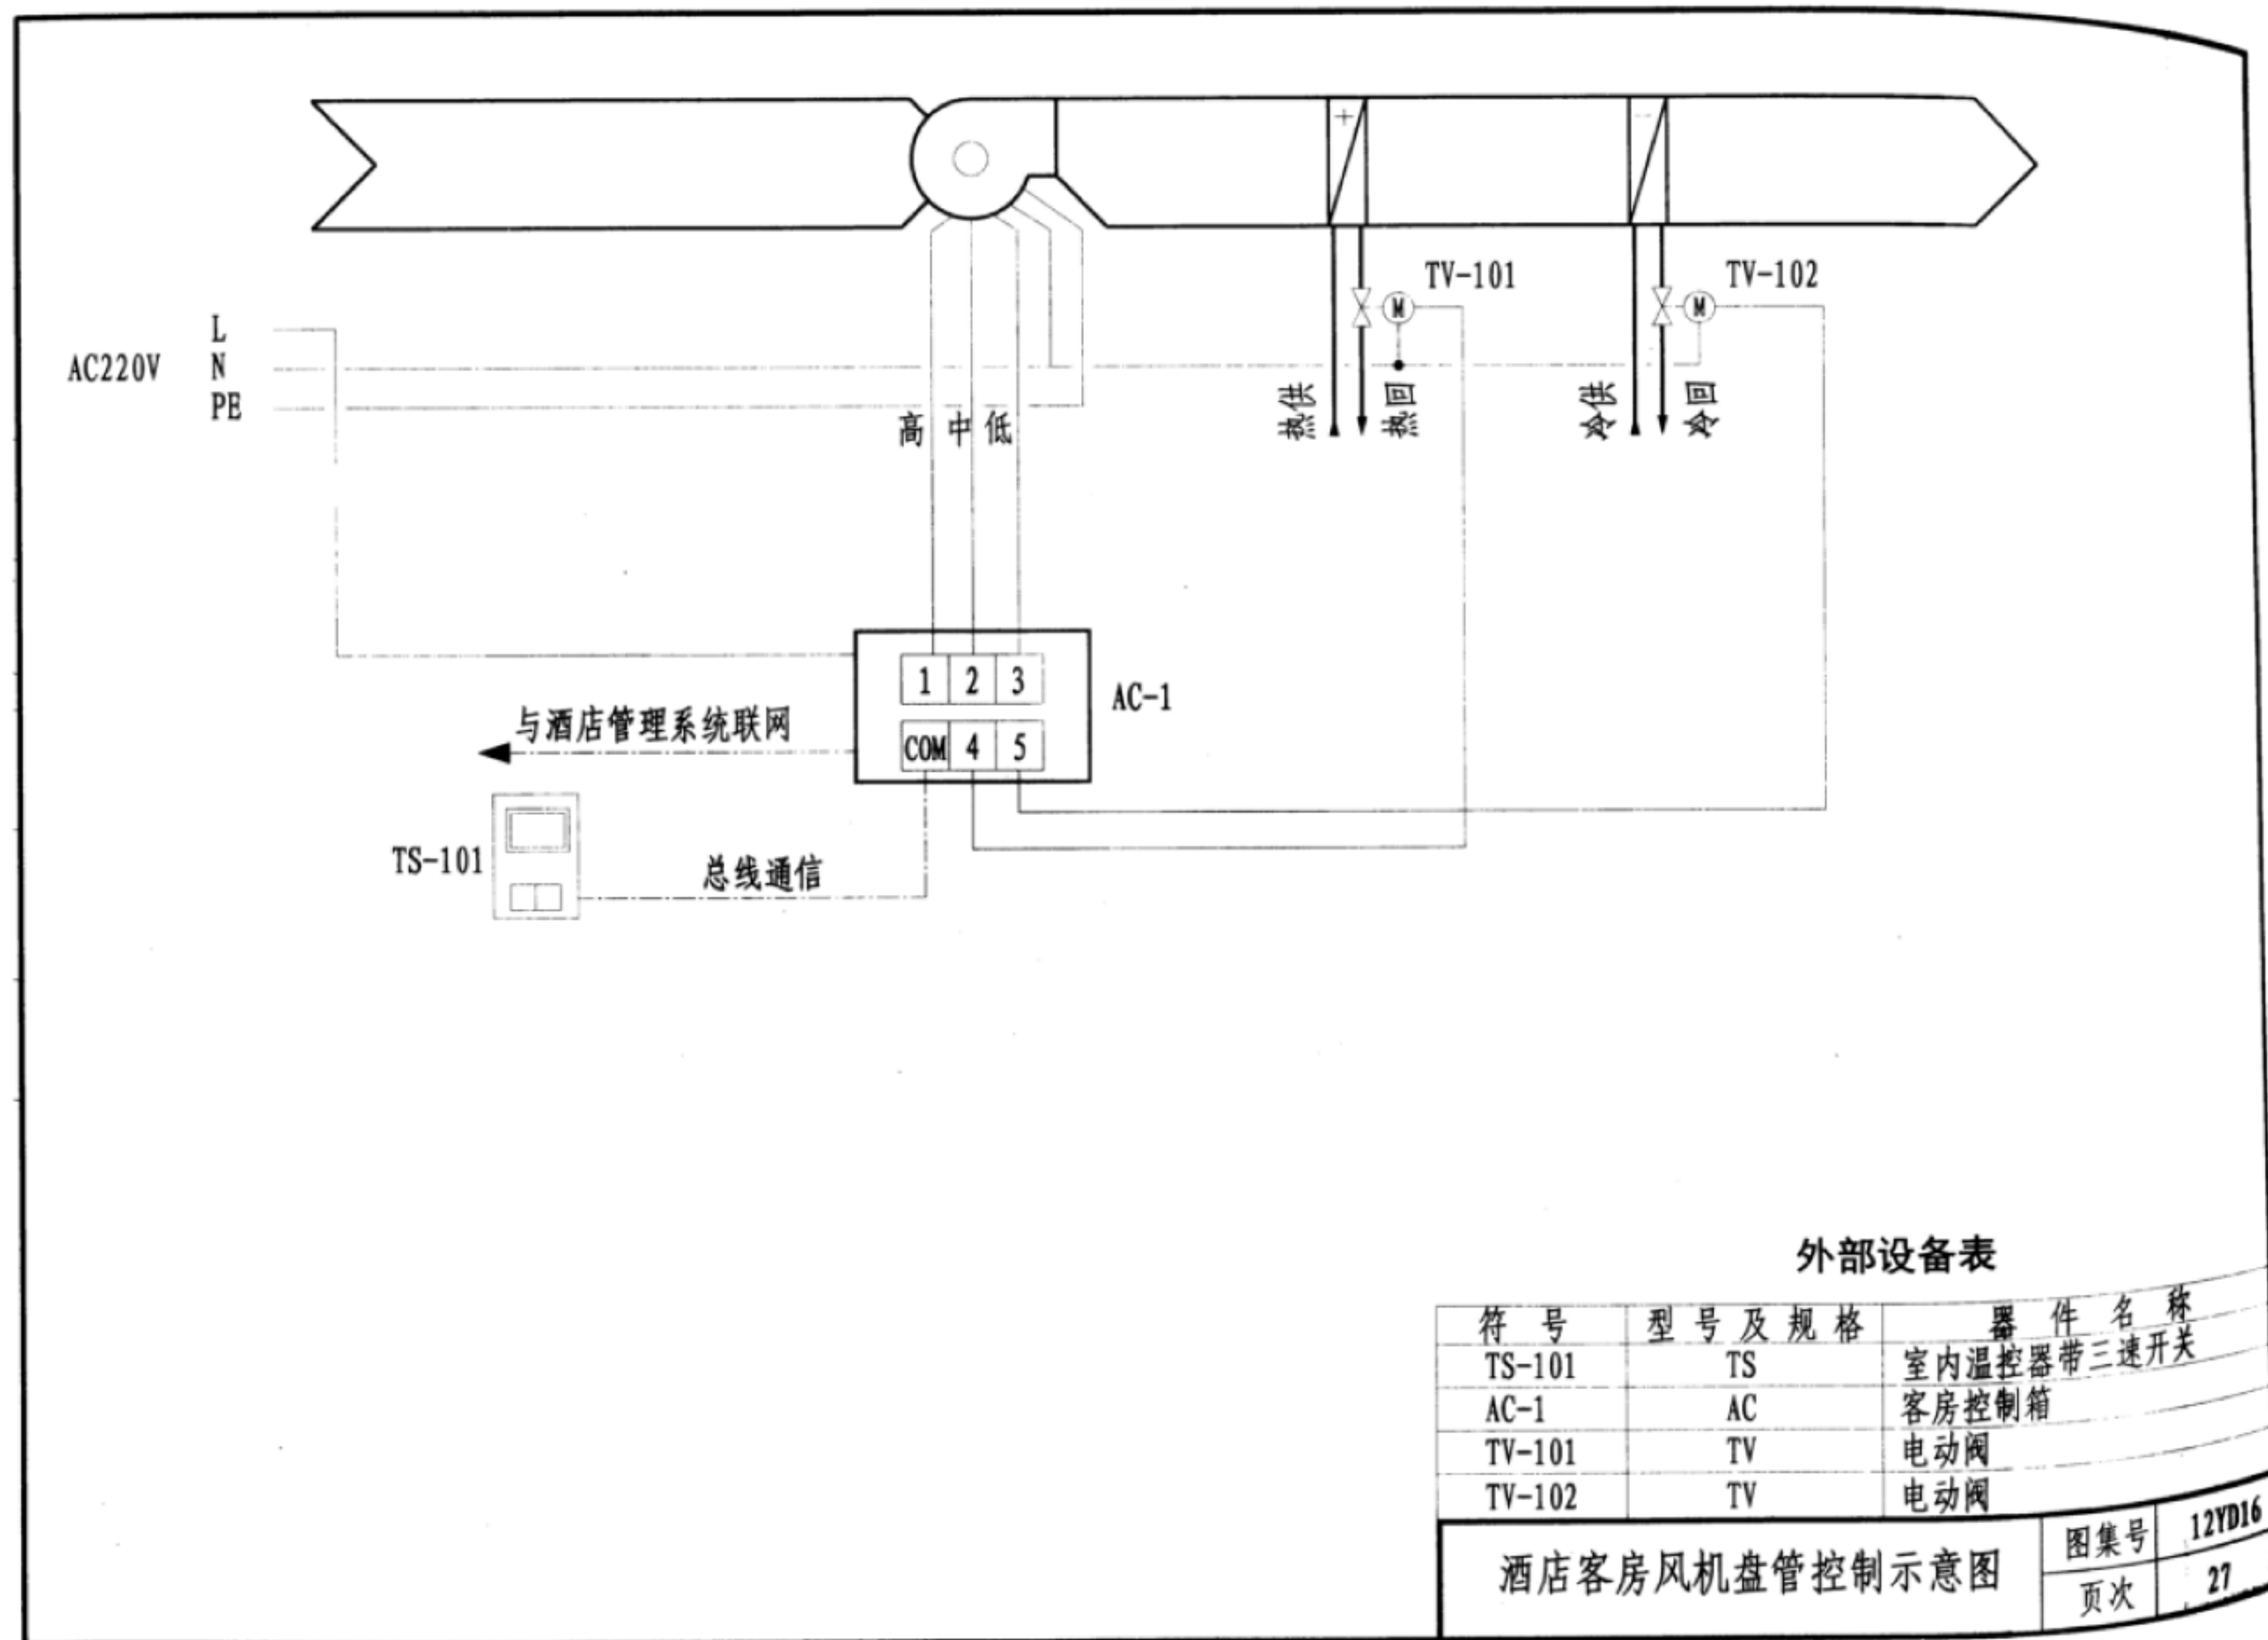 TV-101
TV-102
L
AC220V N
PE
M
M
+
-
高 中 低
热供
热回
冷供
冷回
1 2 3
AC-1
与酒店管理系统联网
COM 4 5
TS-101
总线通信
外部设备表
符号 型号及规格 器件名称
TS-101 TS 室内温控器带三速开关
AC-1 AC 客房控制箱
TV-101 TV 电动阀
TV-102 TV 电动阀
酒店客房风机盘管控制示意图
图集号 12YD16
页次 27